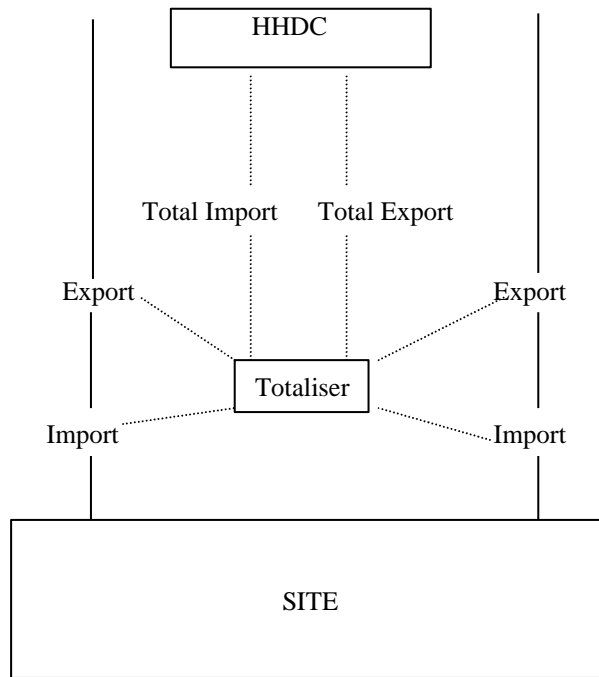 HHDC
Total Import Total Export
Export Export
Totaliser
Import Import
SITE